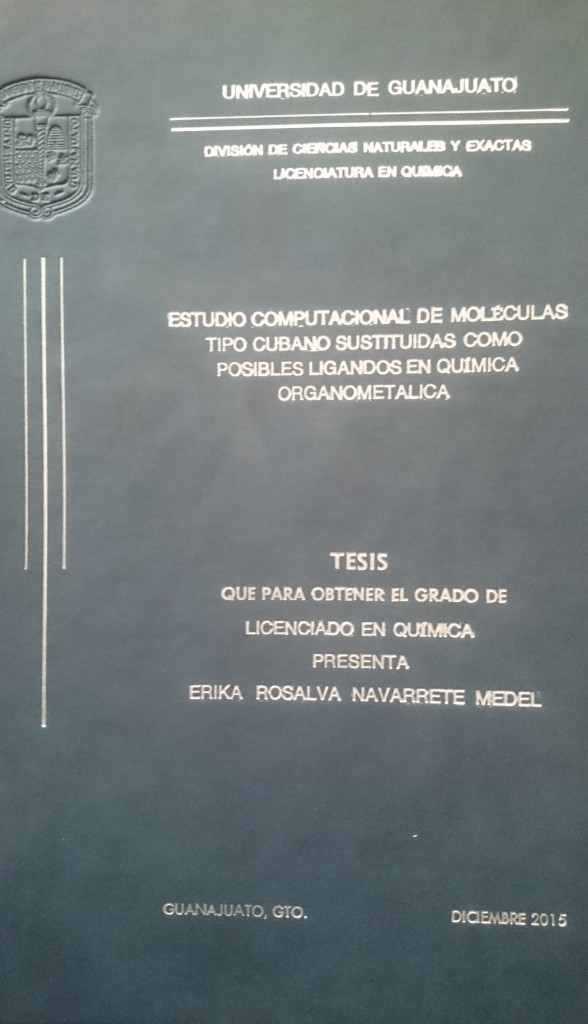 UNIVERSIDAD DE GUANAJUATO
DIVISIÓN DE CIENCIAS NATURALES Y EXACTAS
LICENCIATURA EN QUÍMICA
ESTUDIO COMPUTACIONAL DE MOLÉCULAS
TIPO CUBANO SUSTITUIDAS COMO
POSIBLES LIGANDOS EN QUÍMICA
ORGANOMETALICA
TESIS
QUE PARA OBTENER EL GRADO DE
LICENCIADO EN QUÍMICA
PRESENTA
ERIKA ROSALVA NAVARRETE MEDEL
GUANAJUATO, GTO.
DICIEMBRE 2015